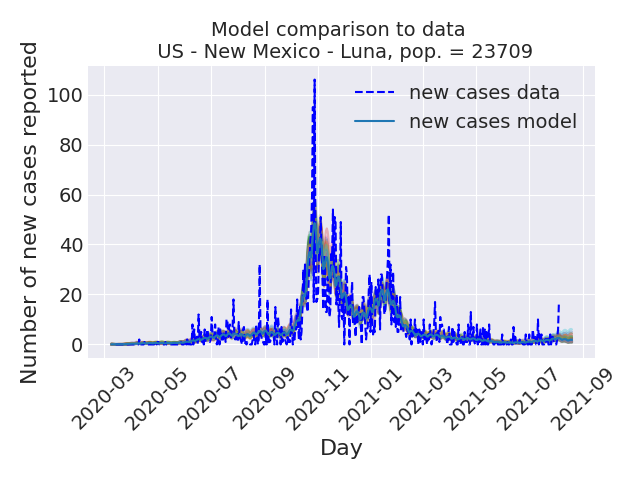 Model comparison to data
US - New Mexico - Luna, pop. = 23709
Number of new cases reported
100
80
60
40
20
0
new cases data
new cases model
2020-03
2020-05
2020-07
2020-09
2020-11
2021-01
2021-03
2021-05
2021-07
2021-09
Day